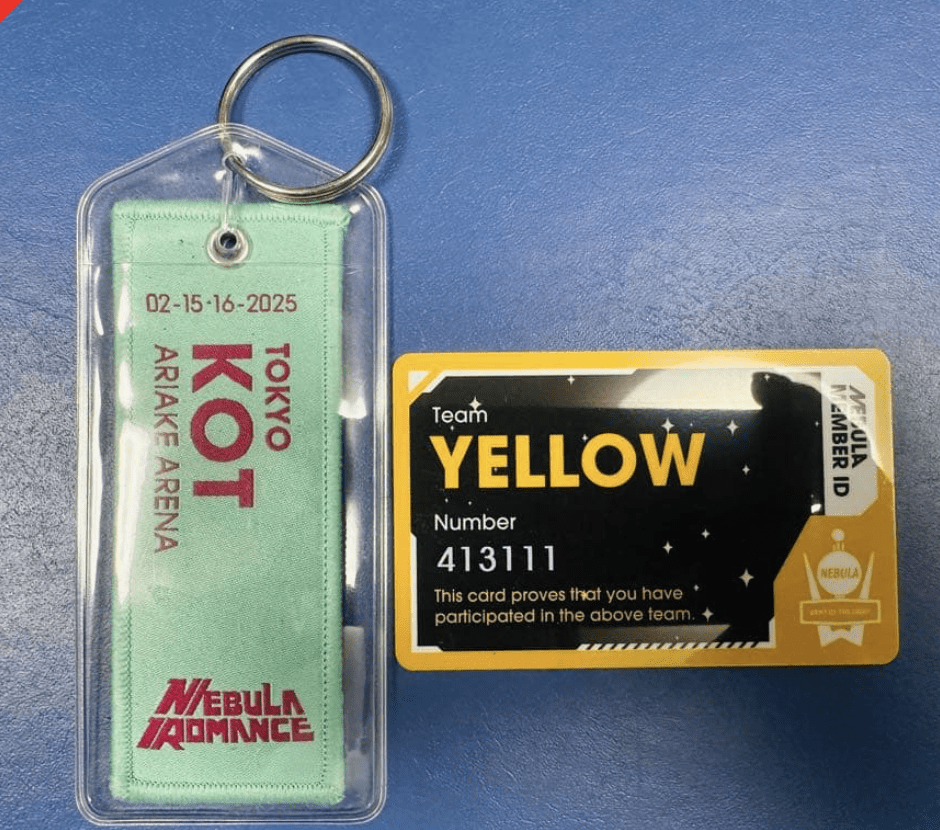 02-15·16-2025
TOKYO
KOT
ARIAKE ARENA
NEBULA
ROMANCE
Team
YELLOW
Number
413111
This card proves that you have
participated in the above team.
NEBULA
MEMBER ID
NEBULA